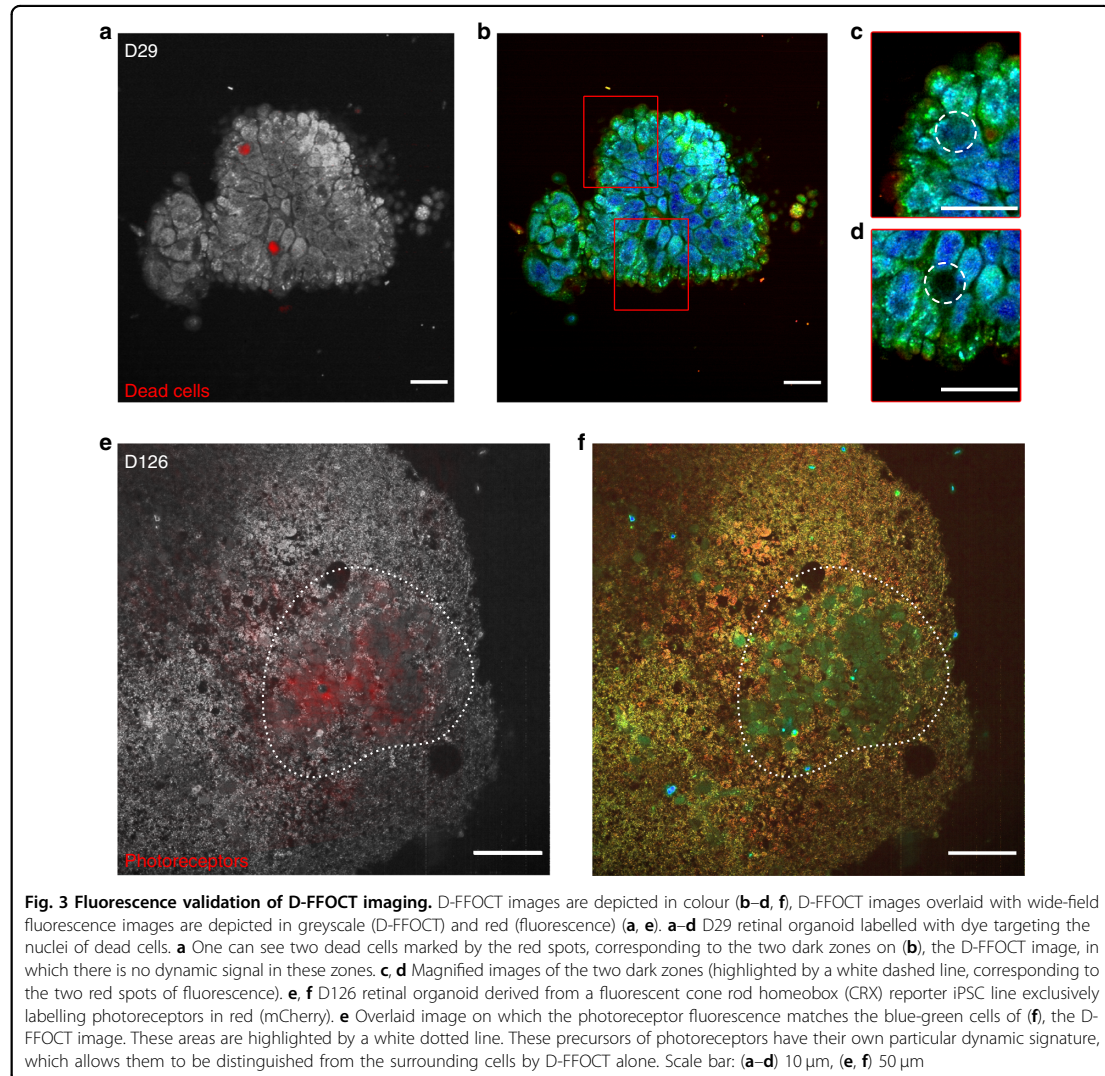 a
D29
Dead cells
b
c
d
e
D126
Photoreceptors
f
Fig. 3 Fluorescence validation of D-FFOCT imaging. D-FFOCT images are depicted in colour (b–d, f), D-FFOCT images overlaid with wide-field
fluorescence images are depicted in greyscale (D-FFOCT) and red (fluorescence) (a, e). a–d D29 retinal organoid labelled with dye targeting the
nuclei of dead cells. a One can see two dead cells marked by the red spots, corresponding to the two dark zones on (b), the D-FFOCT image, in
which there is no dynamic signal in these zones. c, d Magnified images of the two dark zones (highlighted by a white dashed line, corresponding to
the two red spots of fluorescence). e, f D126 retinal organoid derived from a fluorescent cone rod homeobox (CRX) reporter iPSC line exclusively
labelling photoreceptors in red (mCherry). e Overlaid image on which the photoreceptor fluorescence matches the blue-green cells of (f), the D-
FFOCT image. These areas are highlighted by a white dotted line. These precursors of photoreceptors have their own particular dynamic signature,
which allows them to be distinguished from the surrounding cells by D-FFOCT alone. Scale bar: (a–d) 10 µm, (e, f) 50 µm